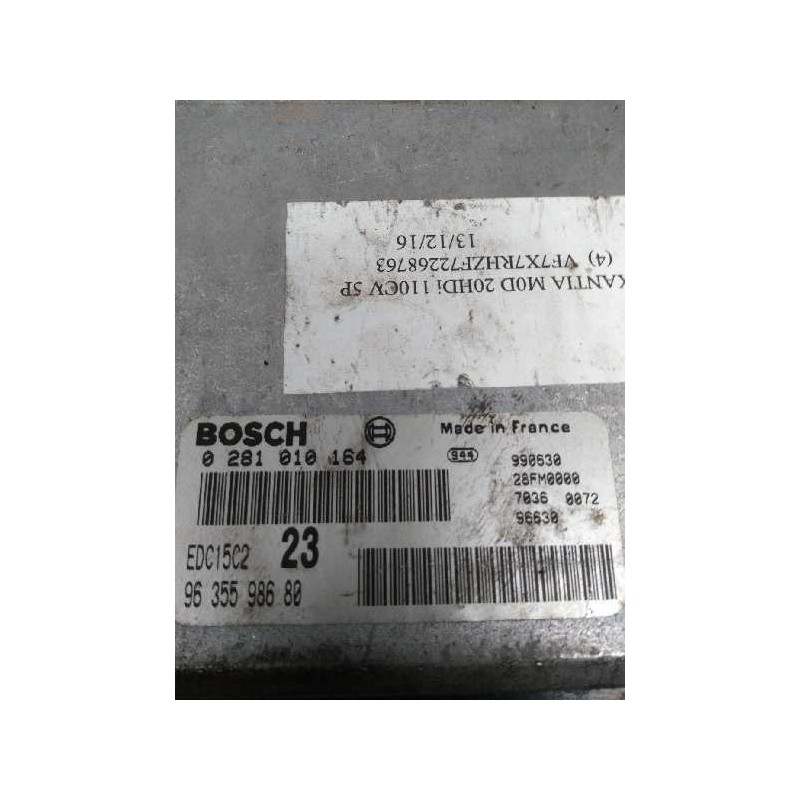 XANTIA M0D 20HDi 110CV 5P
(4) VF7X7RHZF72268763
13/12/16
BOSCH
Made in France
0 281 010 164
944
990630
28FM0000
7036 0072
96630
EDC15C2
23
96 355 986 80